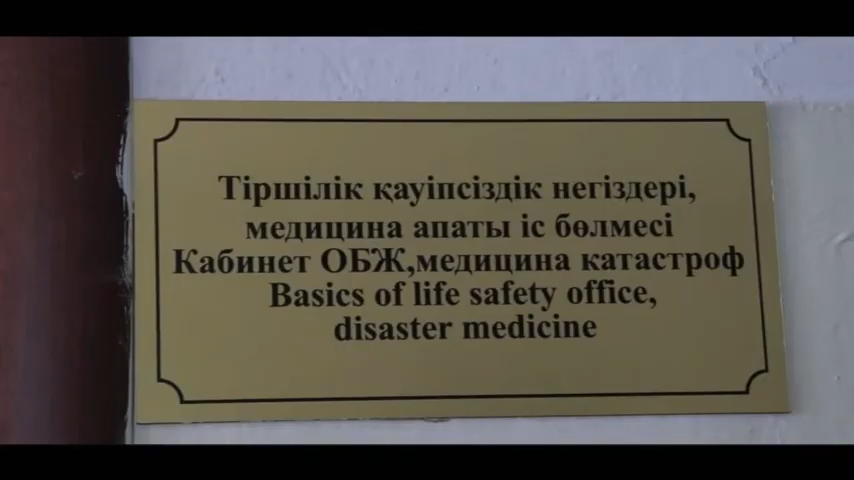 Тіршілік қауіпсіздік негіздері,
медицина апаты іс бөлмесі
Кабинет ОБЖ,медицина катастроф
Basics of life safety office,
disaster medicine